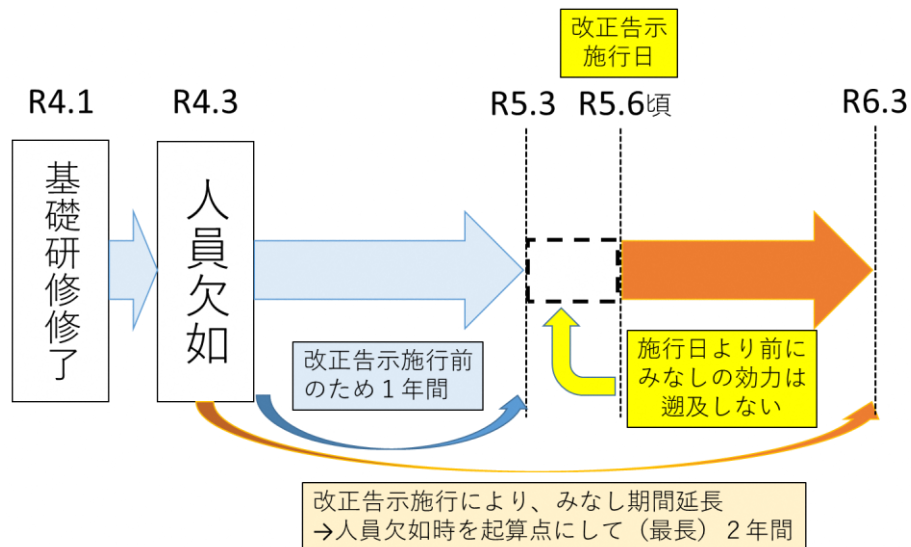 改正告示
施行日
R4.1
R4.3
R5.3
R5.6頃
R6.3
基礎研修修了
人員欠如
改正告示施行前
のため１年間
施行日より前に
みなしの効力は
遡及しない
改正告示施行により、みなし期間延長
→人員欠如時を起算点にして（最長）２年間